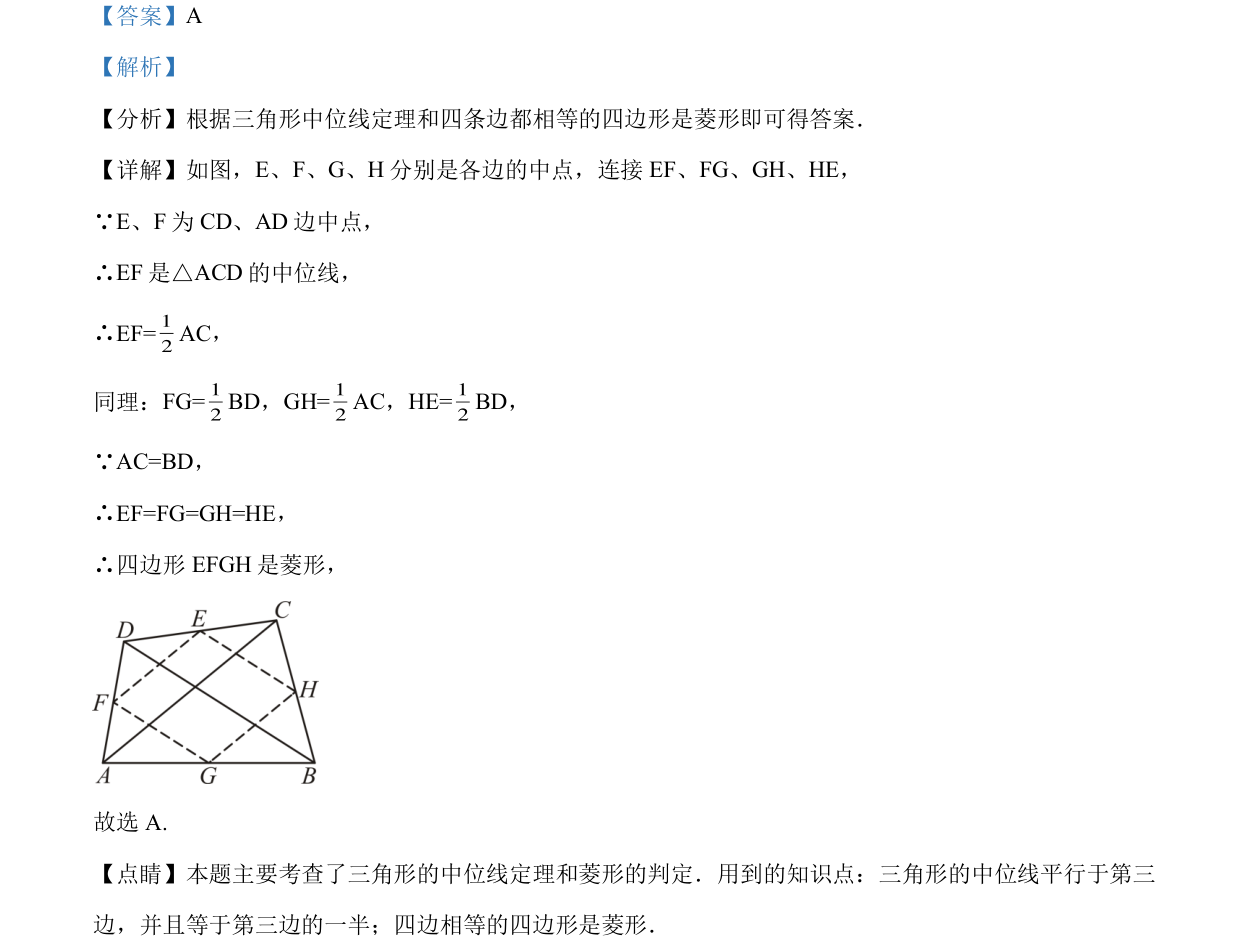 【答案】A
【解析】
【分析】根据三角形中位线定理和四条边都相等的四边形是菱形即可得答案．
【详解】如图，E、F、G、H 分别是各边的中点，连接 EF、FG、GH、HE，
∵E、F 为 CD、AD 边中点，
∴EF 是△ACD 的中位线，
∴EF=1/2 AC，
同理：FG=1/2 BD，GH=1/2 AC，HE=1/2 BD，
∵AC=BD，
∴EF=FG=GH=HE，
∴四边形 EFGH 是菱形，
D E C
F H
A G B
故选 A.
【点睛】本题主要考查了三角形的中位线定理和菱形的判定．用到的知识点：三角形的中位线平行于第三
边，并且等于第三边的一半；四边相等的四边形是菱形．